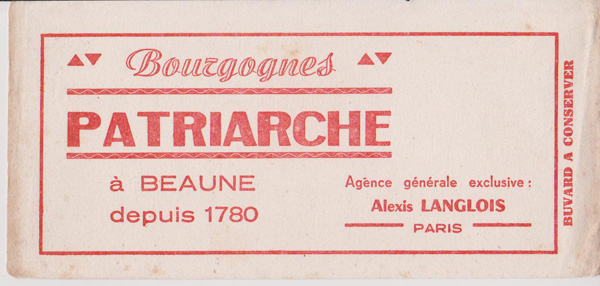 Bourgognes
PATRIARCHE
à BEAUNE
depuis 1780
Agence générale exclusive :
Alexis LANGLOIS
PARIS
BUVARD A CONSERVER